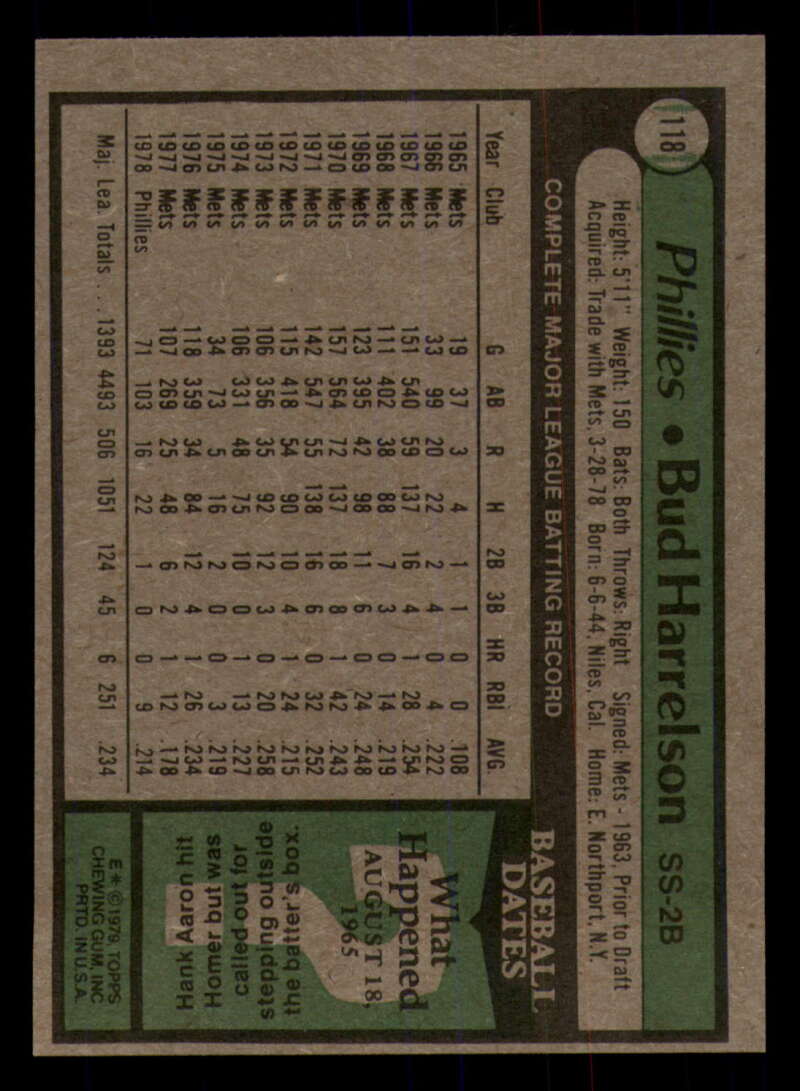 118
Phillies • Bud Harrelson SS-2B
Height: 5'11" Weight: 150 Bats: Both Throws: Right Signed: Mets - 1963, Prior to Draft
Acquired: Trade with Mets, 3-28-78 Born: 6-6-44, Niles, Cal. Home: E. Northport, N.Y.
COMPLETE MAJOR LEAGUE BATTING RECORD
Year Club G AB R H 2B 3B HR RBI AVG.
1965 Mets 19 37 3 4 1 1 0 0 .108
1966 Mets 33 99 20 22 2 4 0 4 .222
1967 Mets 151 540 59 137 16 4 1 28 .254
1968 Mets 111 402 38 88 7 3 0 14 .219
1969 Mets 123 395 42 98 11 6 0 24 .248
1970 Mets 157 564 72 137 18 8 1 42 .243
1971 Mets 142 547 55 138 16 6 0 32 .252
1972 Mets 115 418 54 90 10 4 1 24 .215
1973 Mets 106 356 35 92 12 3 0 20 .258
1974 Mets 106 331 48 75 10 0 1 13 .227
1975 Mets 34 73 5 16 2 0 0 3 .219
1976 Mets 118 359 34 84 12 4 1 26 .234
1977 Mets 107 269 25 48 6 2 1 12 .178
1978 Phillies 71 103 16 22 1 0 0 9 .214
Maj. Lea. Totals . . . 1393 4493 506 1051 124 45 6 251 .234
BASEBALL
DATES
What
Happened
AUGUST 18,
1965
Hank Aaron hit
Homer but was
called out for
stepping outside
the batter's box.
E* ©1979, TOPPS
CHEWING GUM, INC
PRTD. IN U.S.A.